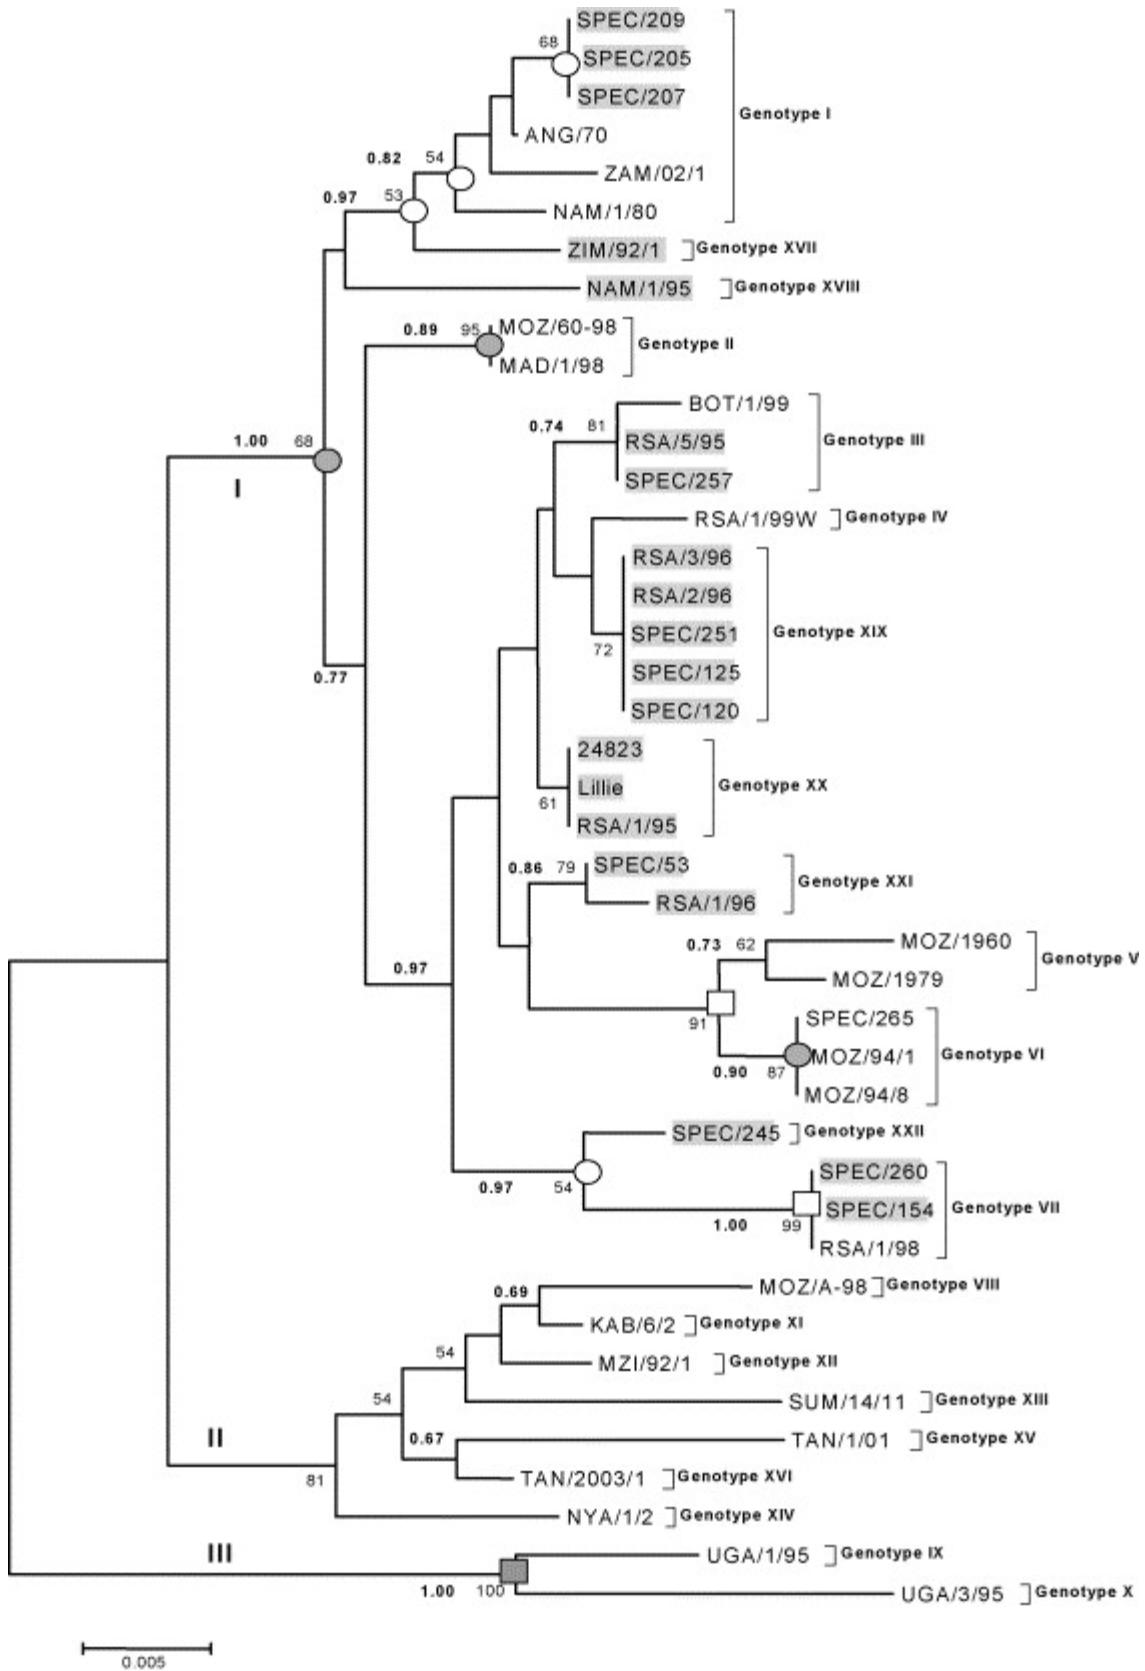 SPEC/209
68
SPEC/205
SPEC/207
Genotype I
ANG/70
0.82
54
ZAM/02/1
0.97
53
NAM/1/80
ZIM/92/1
Genotype XVII
NAM/1/95
Genotype XVIII
0.89
95
MOZ/60-98
Genotype II
MAD/1/98
BOT/1/99
0.74
81
1.00
68
RSA/5/95
Genotype III
I
SPEC/257
RSA/1/99W
Genotype IV
RSA/3/96
RSA/2/96
SPEC/251
Genotype XIX
72
0.77
SPEC/125
SPEC/120
24823
Lillie
Genotype XX
61
RSA/1/95
0.86
79
SPEC/53
Genotype XXI
RSA/1/96
0.73
62
MOZ/1960
Genotype V
0.97
MOZ/1979
91
SPEC/265
MOZ/94/1
Genotype VI
0.90
87
MOZ/94/8
SPEC/245
Genotype XXII
SPEC/260
0.97
54
SPEC/154
Genotype VII
1.00
99
RSA/1/98
0.69
MOZ/A-98
Genotype VIII
KAB/6/2
Genotype XI
54
MZI/92/1
Genotype XII
54
SUM/14/11
Genotype XIII
II
0.67
TAN/1/01
Genotype XV
81
TAN/2003/1
Genotype XVI
NYA/1/2
Genotype XIV
III
UGA/1/95
Genotype IX
1.00
100
UGA/3/95
Genotype X
0.005